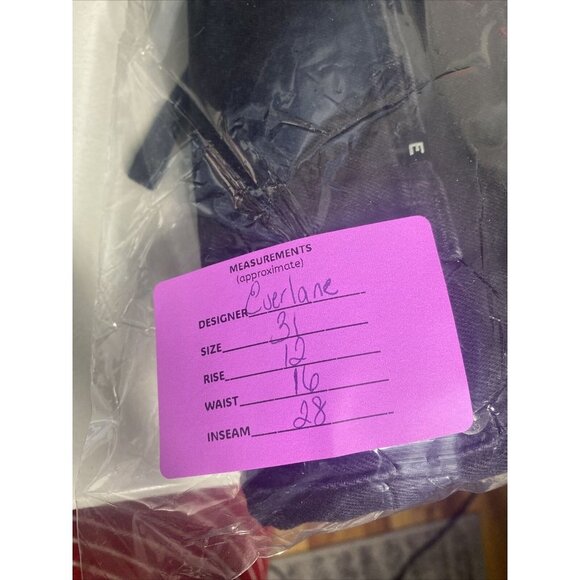 E
MEASUREMENTS
(approximate)
DESIGNER Everlane
SIZE 31
RISE 12
WAIST 16
INSEAM 28